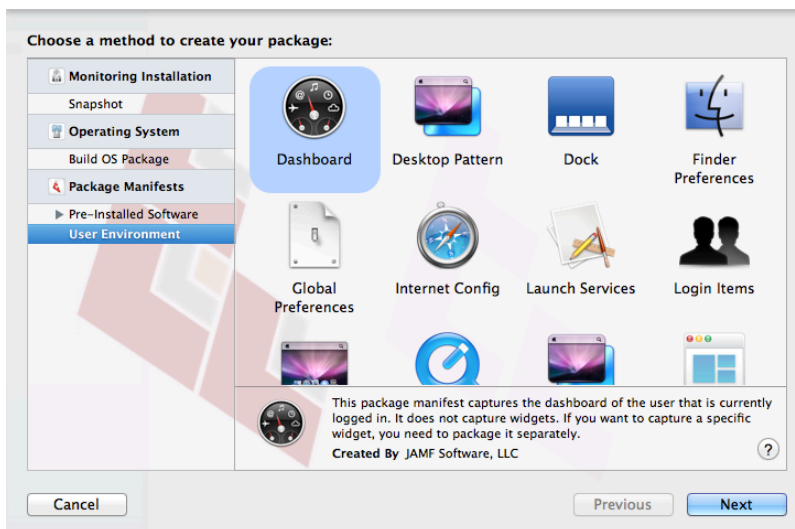 Choose a method to create your package:
Monitoring Installation
Snapshot
Operating System
Build OS Package
Package Manifests
Pre-Installed Software
User Environment
Dashboard
Desktop Pattern
Dock
Finder
Preferences
Global
Preferences
Internet Config
Launch Services
Login Items
This package manifest captures the dashboard of the user that is currently
logged in. It does not capture widgets. If you want to capture a specific
widget, you need to package it separately.
Created By JAMF Software, LLC
?
Cancel
Previous
Next